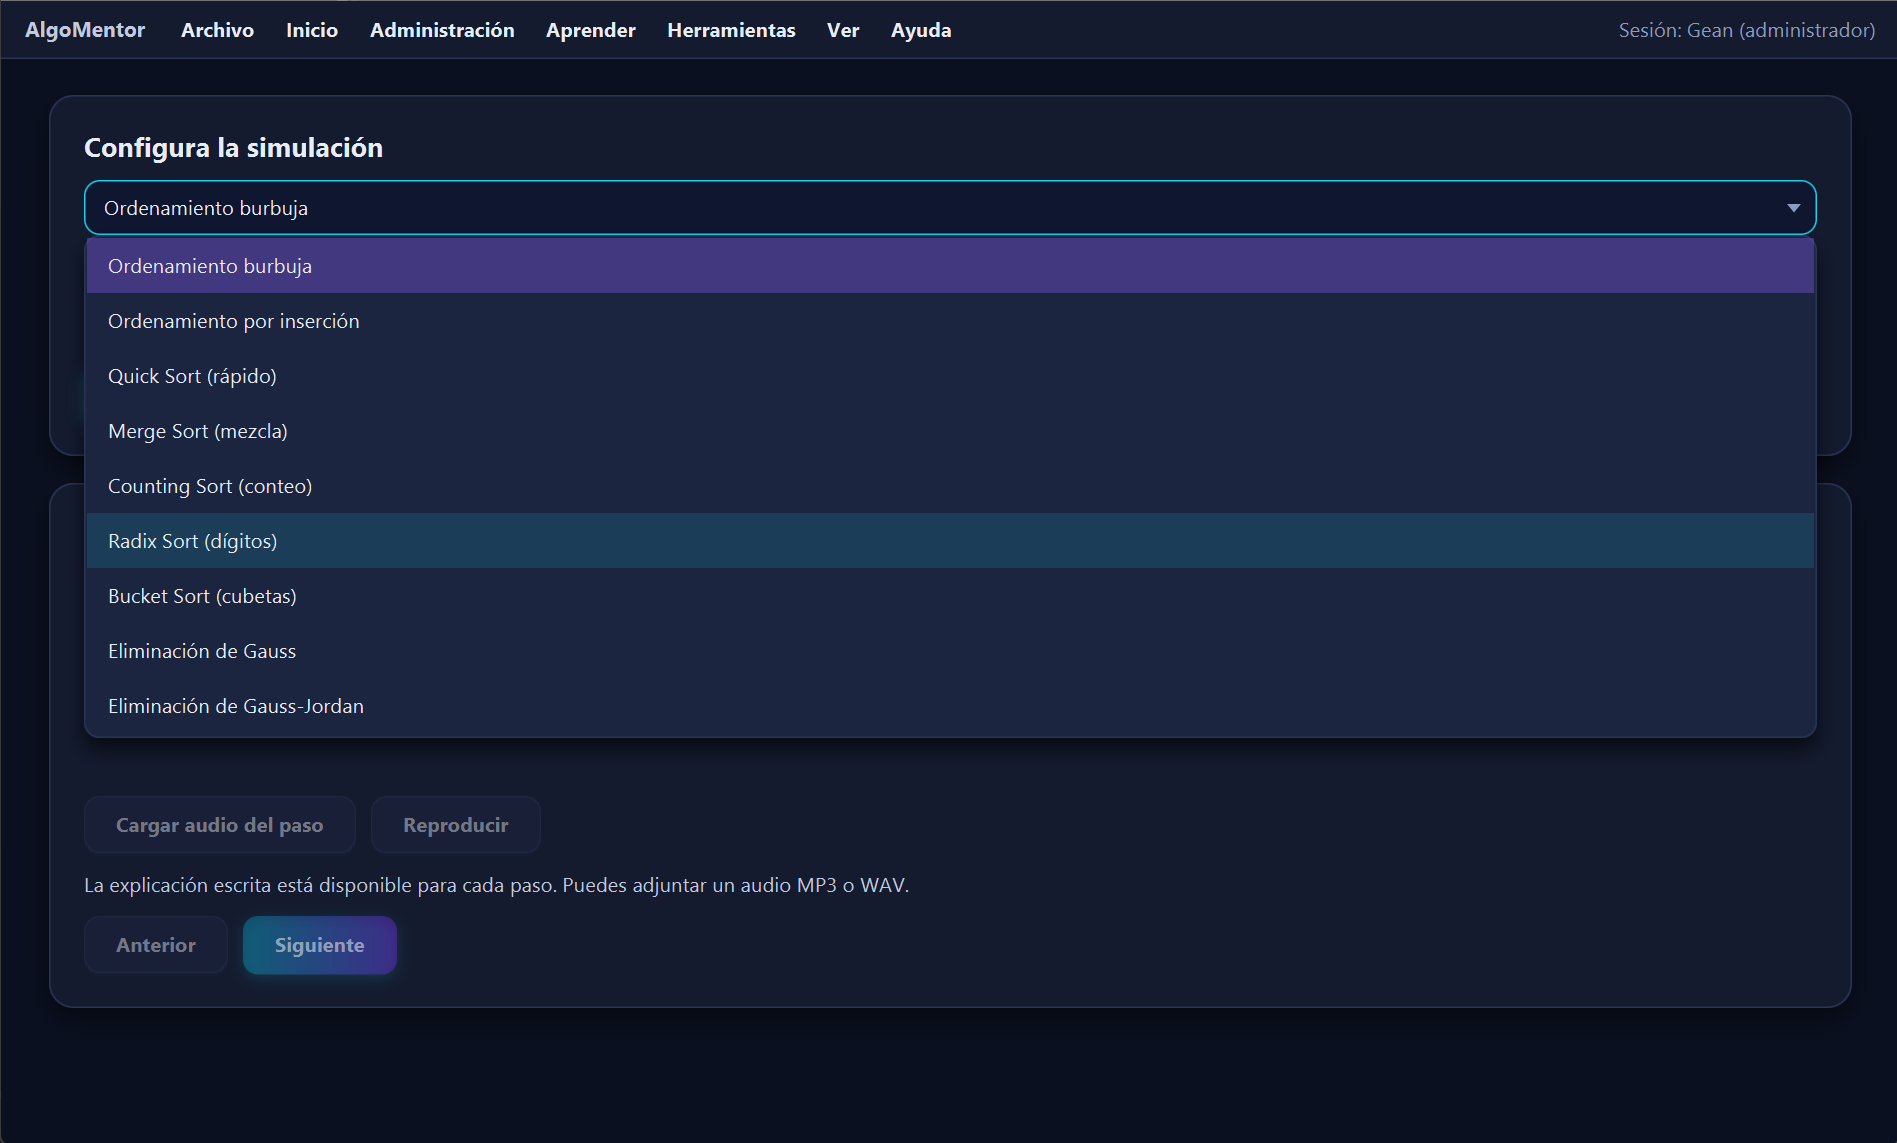 AlgoMentor Archivo Inicio Administración Aprender Herramientas Ver Ayuda Sesión: Gean (administrador)
Configura la simulación
Ordenamiento burbuja
Ordenamiento burbuja
Ordenamiento por inserción
Quick Sort (rápido)
Merge Sort (mezcla)
Counting Sort (conteo)
Radix Sort (dígitos)
Bucket Sort (cubetas)
Eliminación de Gauss
Eliminación de Gauss-Jordan
Cargar audio del paso Reproducir
La explicación escrita está disponible para cada paso. Puedes adjuntar un audio MP3 o WAV.
Anterior Siguiente